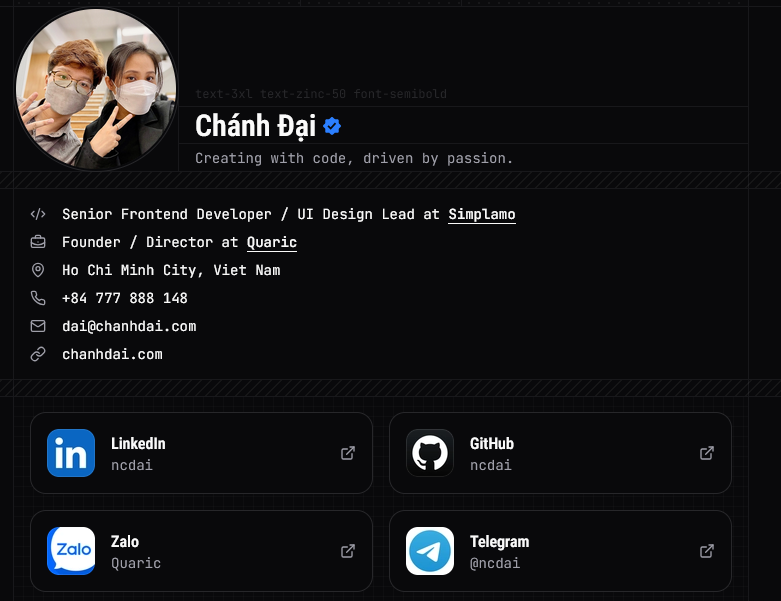 text-3xl text-zinc-50 font-semibold
Chánh Đại
Creating with code, driven by passion.
Senior Frontend Developer / UI Design Lead at Simplamo
Founder / Director at Quaric
Ho Chi Minh City, Viet Nam
+84 777 888 148
dai@chanhdai.com
chanhdai.com
in
LinkedIn
ncdai
GitHub
ncdai
Zalo
Zalo
Quaric
Telegram
@ncdai